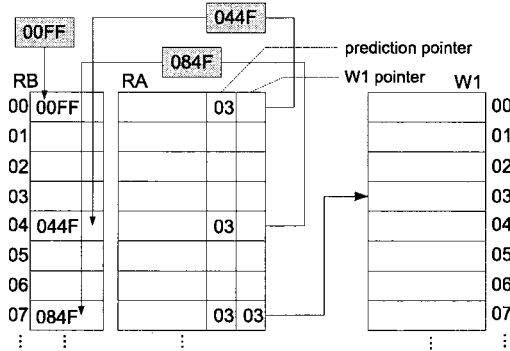 044F
00FF
084F
prediction pointer
W1 pointer
RB RA W1
00 00FF 03 00
01 01
02 02
03 03
04 044F 03 04
05 05
06 06
07 084F 03 03 07